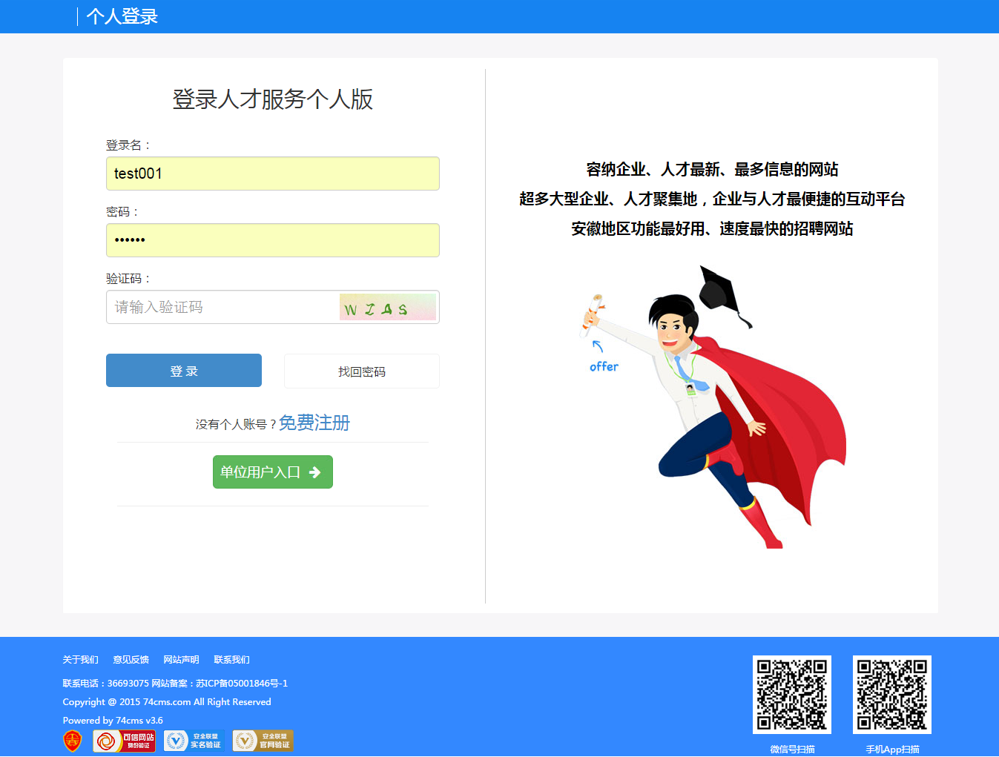 个人登录
登录人才服务个人版
登录名：
test001
密码：
••••••
验证码：
请输入验证码
W Z A S
登 录
找回密码
没有个人账号？免费注册
单位用户入口
容纳企业、人才最新、最多信息的网站
超多大型企业、人才聚集地，企业与人才最便捷的互动平台
安徽地区功能最好用、速度最快的招聘网站
offer
关于我们 意见反馈 网站声明 联系我们
联系电话：36693075 网站备案：苏ICP备05001846号-1
Copyright @ 2015 74cms.com All Right Reserved
Powered by 74cms v3.6
可信网站
身份验证
安全联盟
实名验证
安全联盟
官网验证
微信号扫描
手机App扫描